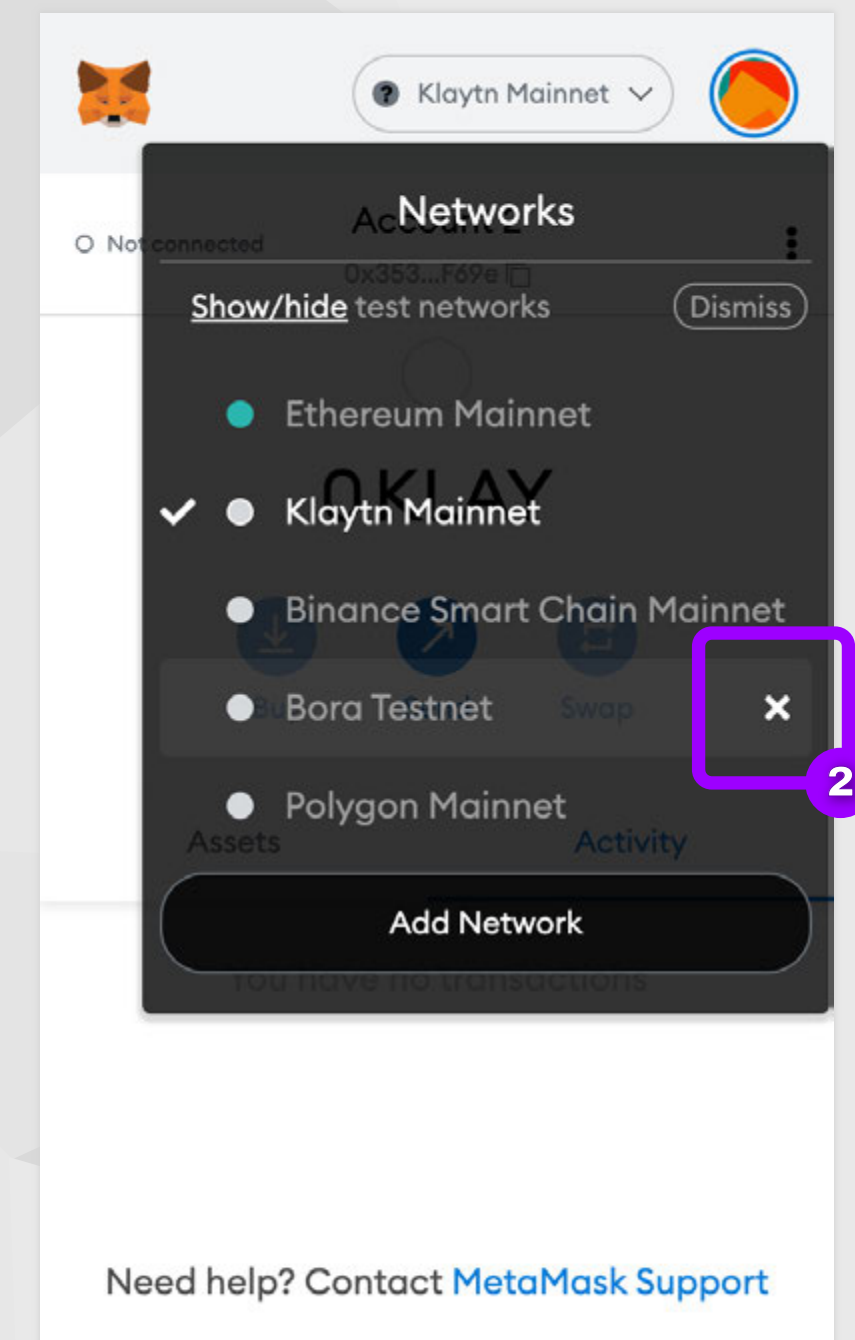 ? Klaytn Mainnet
Networks
Account 2
Not connected
0x353...F69e
Show/hide test networks
Dismiss
Ethereum Mainnet
0 KLAY
Klaytn Mainnet
Binance Smart Chain Mainnet
Bora Testnet
Swap
2
Polygon Mainnet
Assets
Activity
Add Network
You have no transactions
Need help? Contact MetaMask Support